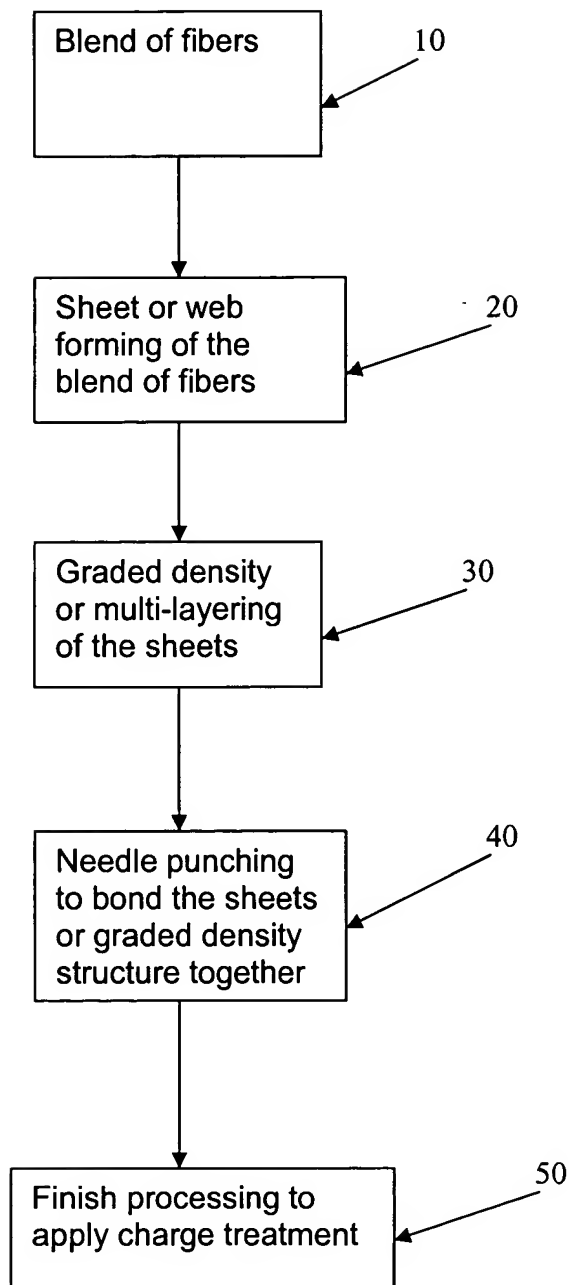 Blend of fibers
10
Sheet or web
forming of the
blend of fibers
20
Graded density
or multi-layering
of the sheets
30
Needle punching
to bond the sheets
or graded density
structure together
40
Finish processing to
apply charge treatment
50